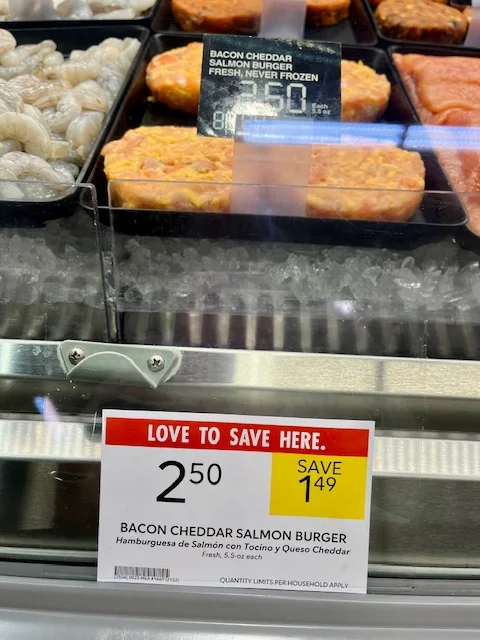 BACON CHEDDAR
SALMON BURGER
FRESH, NEVER FROZEN
2.50 Each
5.5 oz
LOVE TO SAVE HERE.
2 50
SAVE
1 49
BACON CHEDDAR SALMON BURGER
Hamburguesa de Salmón con Tocino y Queso Cheddar
Fresh, 5.5-oz each
QUANTITY LIMITS PER HOUSEHOLD APPLY